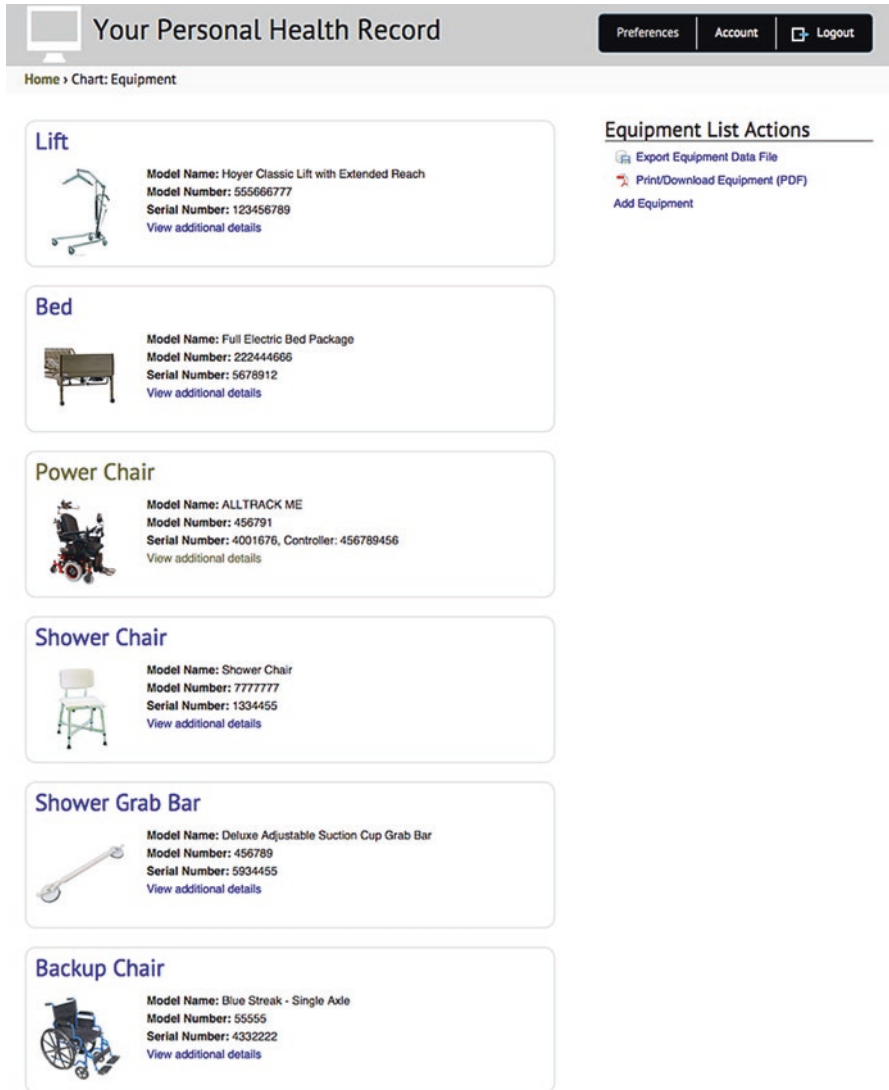 Your Personal Health Record
Preferences
Account
Logout
Home › Chart: Equipment
Lift
Model Name: Hoyer Classic Lift with Extended Reach
Model Number: 555666777
Serial Number: 123456789
View additional details
Bed
Model Name: Full Electric Bed Package
Model Number: 222444666
Serial Number: 5678912
View additional details
Power Chair
Model Name: ALLTRACK ME
Model Number: 456791
Serial Number: 4001676, Controller: 456789456
View additional details
Shower Chair
Model Name: Shower Chair
Model Number: 7777777
Serial Number: 1334455
View additional details
Shower Grab Bar
Model Name: Deluxe Adjustable Suction Cup Grab Bar
Model Number: 456789
Serial Number: 5934455
View additional details
Backup Chair
Model Name: Blue Streak - Single Axle
Model Number: 55555
Serial Number: 4332222
View additional details
Equipment List Actions
Export Equipment Data File
Print/Download Equipment (PDF)
Add Equipment